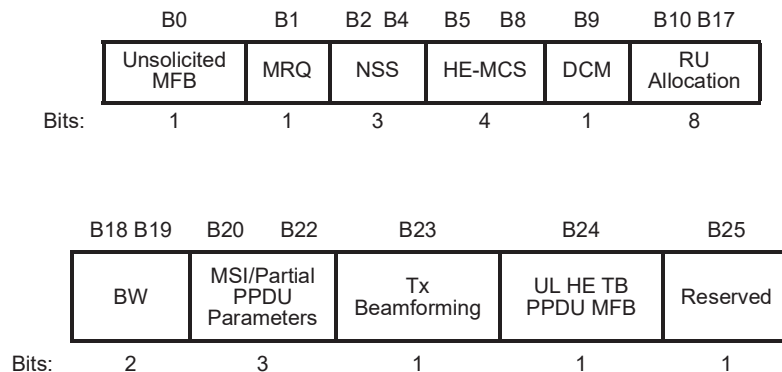 B0 B1 B2 B4 B5 B8 B9 B10 B17
Unsolicited MFB MRQ NSS HE-MCS DCM RU Allocation
Bits: 1 1 3 4 1 8
B18 B19 B20 B22 B23 B24 B25
BW MSI/Partial PPDU Parameters Tx Beamforming UL HE TB PPDU MFB Reserved
Bits: 2 3 1 1 1